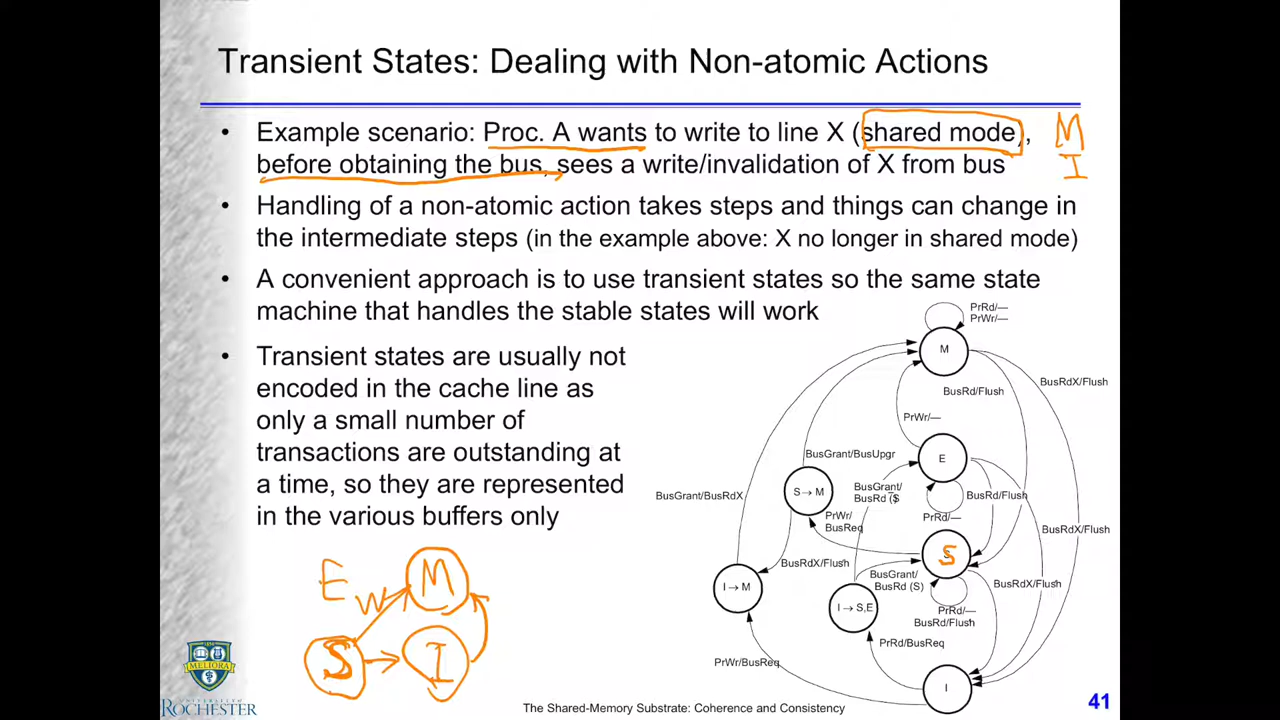 Transient States: Dealing with Non-atomic Actions
• Example scenario: Proc. A wants to write to line X (shared mode), M
before obtaining the bus, sees a write/invalidation of X from bus I
• Handling of a non-atomic action takes steps and things can change in
the intermediate steps (in the example above: X no longer in shared mode)
• A convenient approach is to use transient states so the same state
machine that handles the stable states will work
• Transient states are usually not
encoded in the cache line as
only a small number of
transactions are outstanding at
a time, so they are represented
in the various buffers only
PrRd/—
PrWr/—
M
BusRd/Flush
BusRdX/Flush
PrWr/—
BusGrant/BusUpgr
E
BusGrant/
BusRd (S̅
S → M
BusGrant/BusRdX
BusRd/Flush
PrRd/—
PrWr/
BusReq
BusRdX/Flush
S
BusRdX/Flush
BusGrant/
BusRd (S)
BusRdX/Flush
I → M
I → S,E
PrRd/—
BusRd/Flush
PrRd/BusReq
PrWr/BusReq
I
E
W
M
S
I
MELIORA
UNIVERSITY of
ROCHESTER
The Shared-Memory Substrate: Coherence and Consistency
41